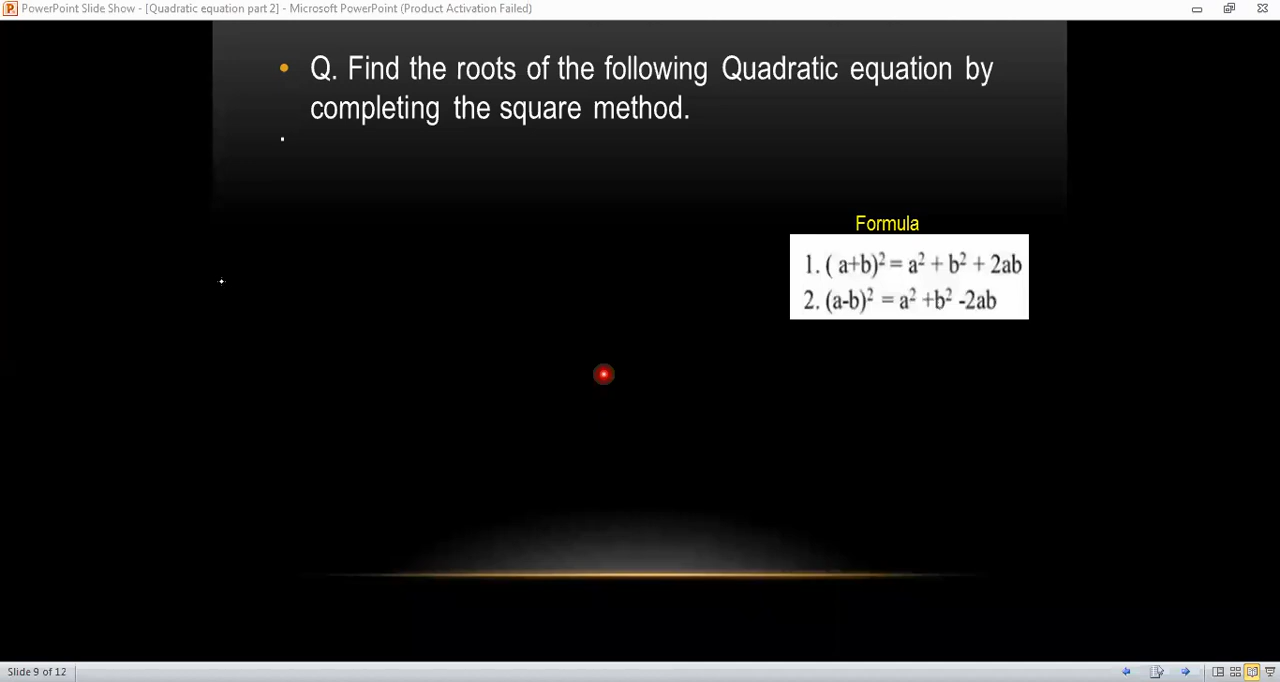 PowerPoint Slide Show - [Quadratic equation part 2] - Microsoft PowerPoint (Product Activation Failed)
• Q. Find the roots of the following Quadratic equation by
completing the square method.
.
Formula
1. ( a+b)² = a² + b² + 2ab
2. (a-b)² = a² +b² -2ab
Slide 9 of 12